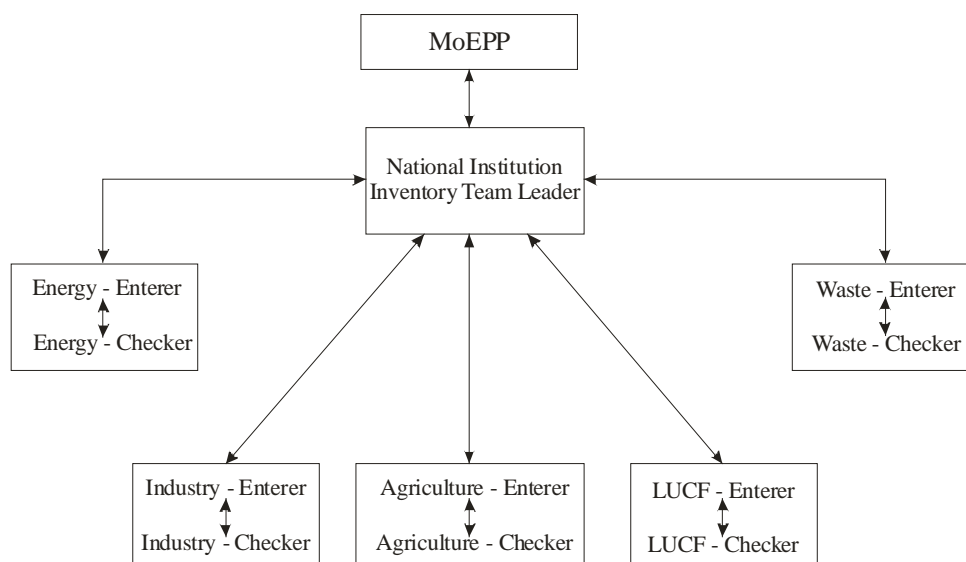 MoEPP
National Institution
Inventory Team Leader
Energy - Enterer
Energy - Checker
Waste - Enterer
Waste - Checker
Industry - Enterer
Industry - Checker
Agriculture - Enterer
Agriculture - Checker
LUCF - Enterer
LUCF - Checker